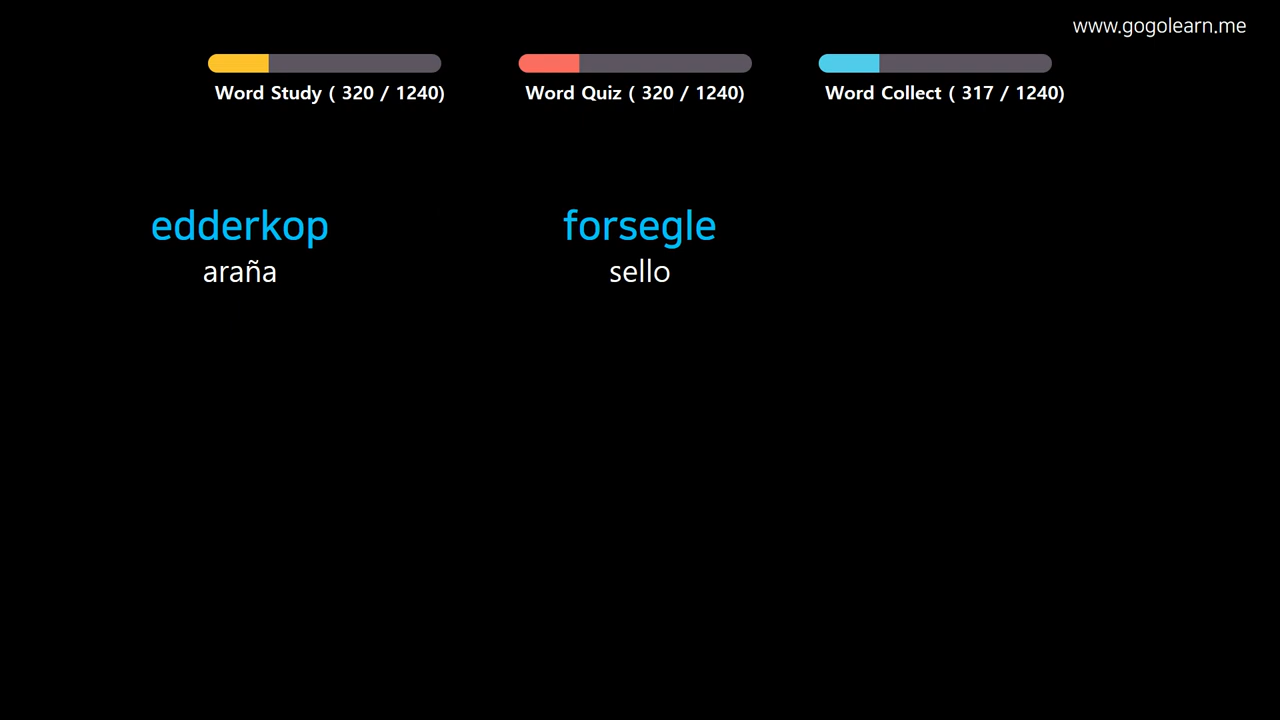 www.gogolearn.me
Word Study ( 320 / 1240)
Word Quiz ( 320 / 1240)
Word Collect ( 317 / 1240)
edderkop
araña
forsegle
sello